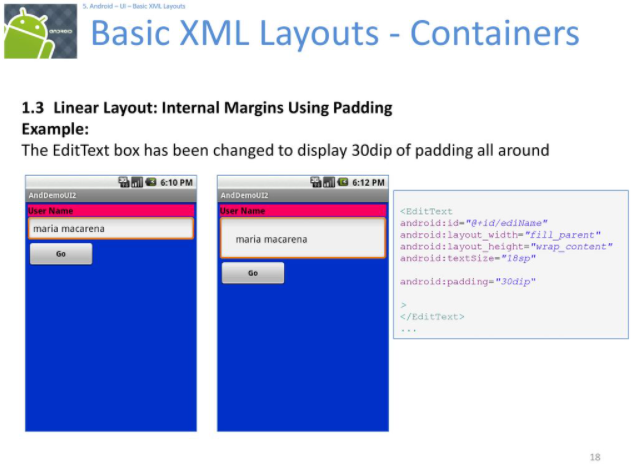 5. Android – UI – Basic XML Layouts
ANDROID
Basic XML Layouts - Containers
1.3 Linear Layout: Internal Margins Using Padding
Example:
The EditText box has been changed to display 30dip of padding all around
6:10 PM
AndDemoUI2
User Name
maria macarena
Go
6:12 PM
AndDemoUI2
User Name
maria macarena
Go
<EditText
android:id="@+id/ediName"
android:layout_width="fill_parent"
android:layout_height="wrap_content"
android:textSize="18sp"
android:padding="30dip"
>
</EditText>
...
18